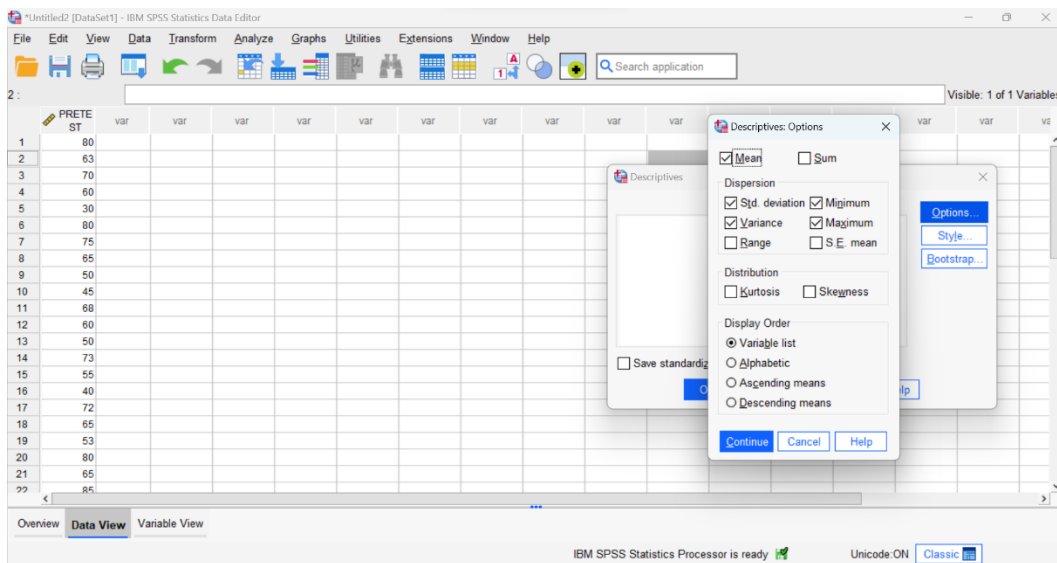 *Untitled2 [DataSet1] - IBM SPSS Statistics Data Editor
File Edit View Data Transform Analyze Graphs Utilities Extensions Window Help
Search application
2 :
Visible: 1 of 1 Variables
PRETE
ST
var var var var var var var var var var var var va
1 80
2 63
3 70
4 60
5 30
6 80
7 75
8 65
9 50
10 45
11 68
12 60
13 50
14 73
15 55
16 40
17 72
18 65
19 53
20 80
21 65
22 85
Descriptives
Options...
Style...
Bootstrap...
Save standardiz
O
lp
Descriptives: Options
Mean Sum
Dispersion
Std. deviation Minimum
Variance Maximum
Range S.E. mean
Distribution
Kurtosis Skewness
Display Order
Variable list
Alphabetic
Ascending means
Descending means
Continue Cancel Help
Overview Data View Variable View
IBM SPSS Statistics Processor is ready Unicode:ON Classic